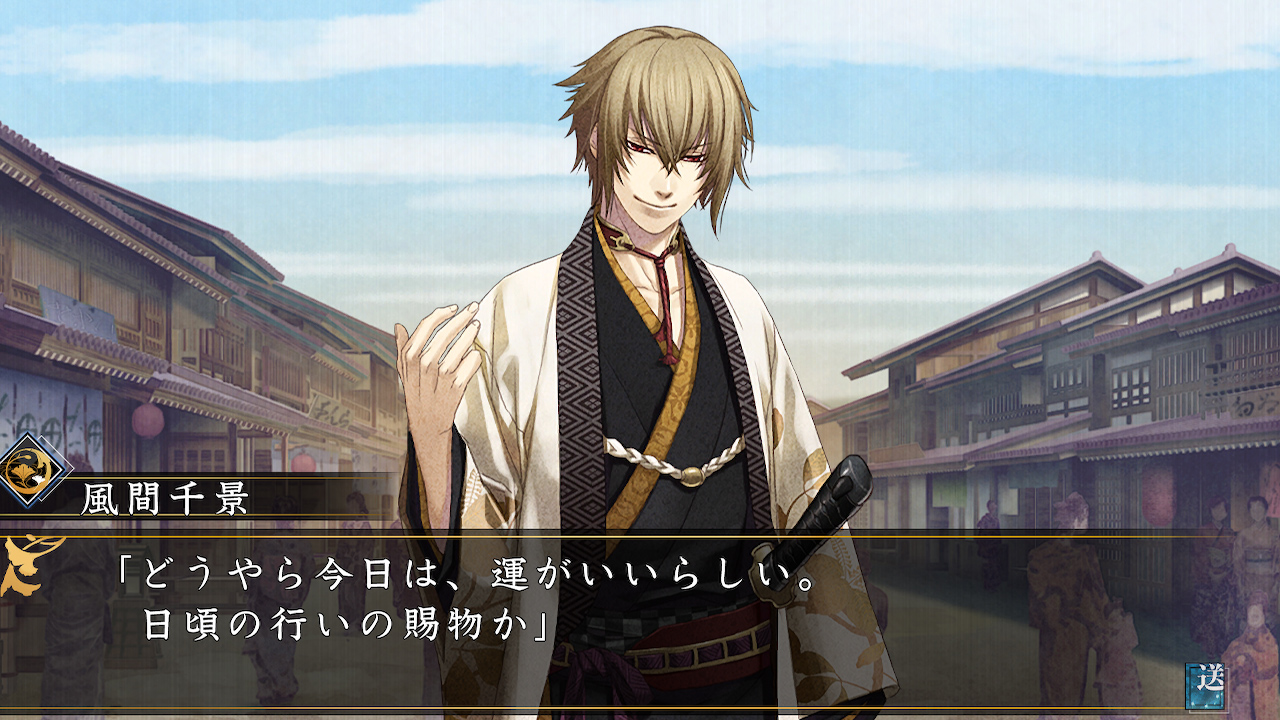 風間千景
「どうやら今日は、運がいいらしい。
日頃の行いの賜物か」
送